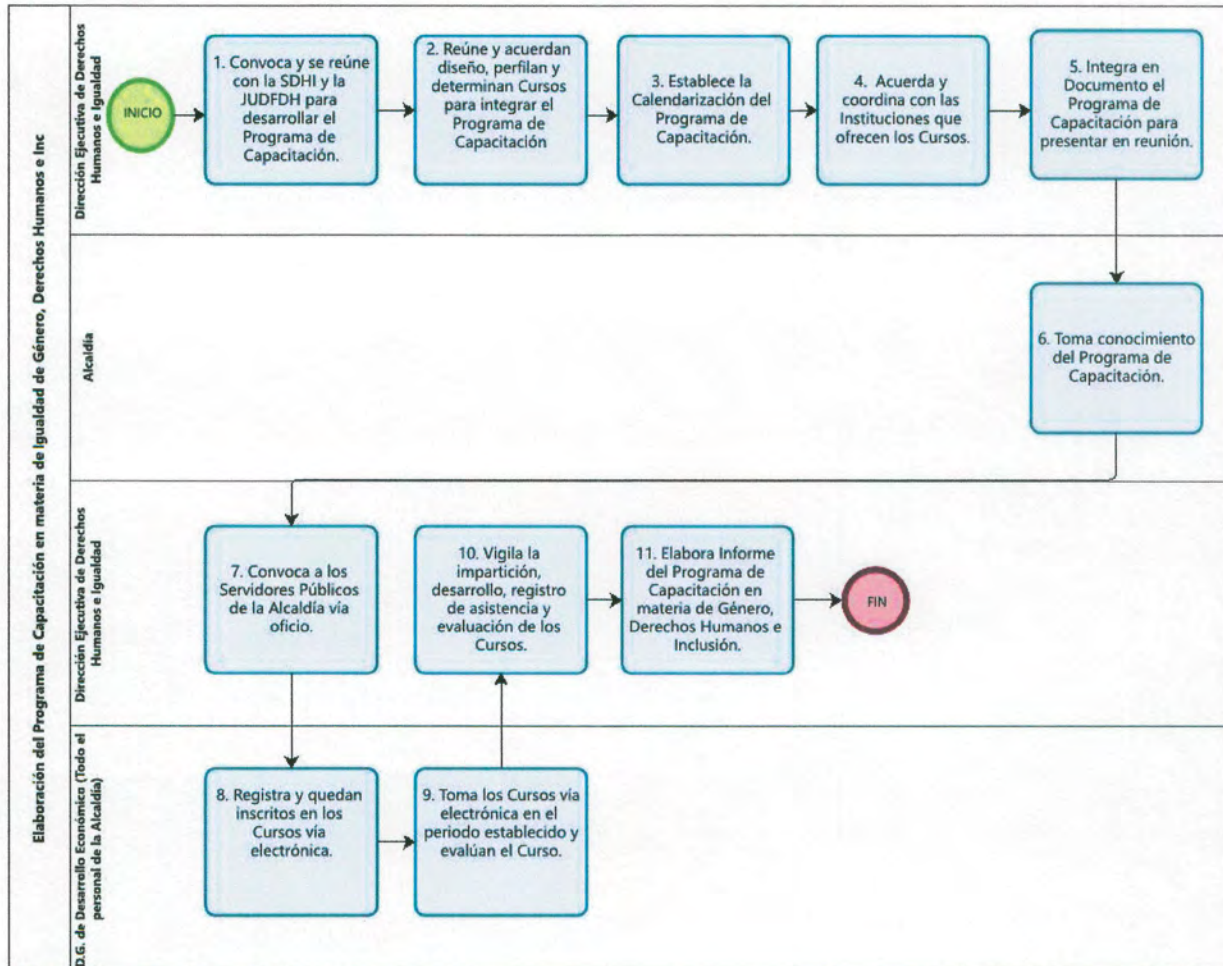 Elaboración del Programa de Capacitación en materia de Igualdad de Género, Derechos Humanos e Inc
Dirección Ejecutiva de Derechos
Humanos e Igualdad
INICIO
1. Convoca y se reúne
con la SDHI y la
JUDFDH para
desarrollar el
Programa de
Capacitación.
2. Reúne y acuerdan
diseño, perfilan y
determinan Cursos
para integrar el
Programa de
Capacitación
3. Establece la
Calendarización del
Programa de
Capacitación.
4. Acuerda y
coordina con las
Instituciones que
ofrecen los Cursos.
5. Integra en
Documento el
Programa de
Capacitación para
presentar en reunión.
Alcaldía
6. Toma conocimiento
del Programa de
Capacitación.
Dirección Ejecutiva de Derechos
Humanos e Igualdad
7. Convoca a los
Servidores Públicos
de la Alcaldía vía
oficio.
10. Vigila la
impartición,
desarrollo, registro
de asistencia y
evaluación de los
Cursos.
11. Elabora Informe
del Programa de
Capacitación en
materia de Género,
Derechos Humanos e
Inclusión.
FIN
D.G. de Desarrollo Económico (Todo el
personal de la Alcaldía)
8. Registra y quedan
inscritos en los
Cursos vía
electrónica.
9. Toma los Cursos vía
electrónica en el
periodo establecido y
evalúan el Curso.